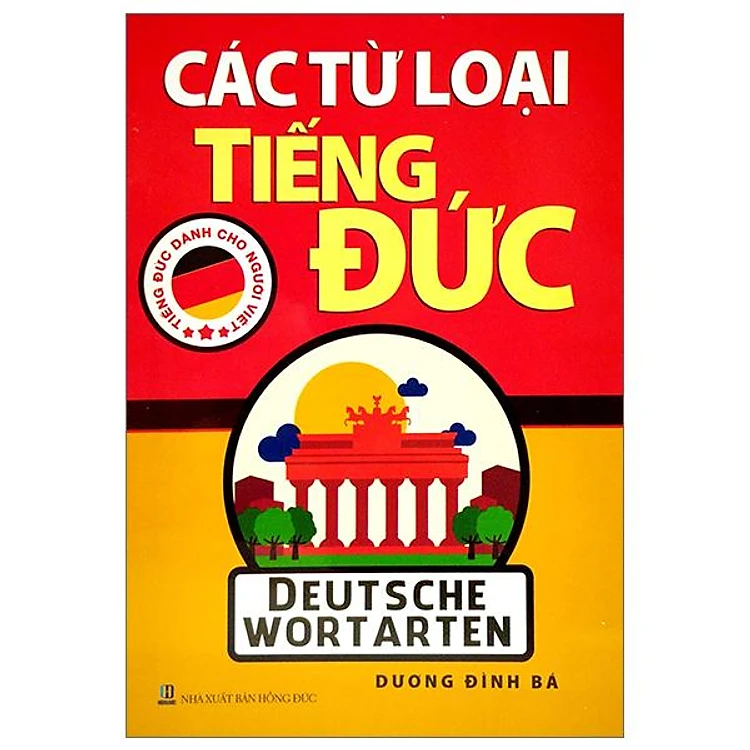 CÁC TỪ LOẠI
TIẾNG
ĐỨC
TIẾNG ĐỨC DANH CHO NGƯỜI VIỆT
DEUTSCHE
WORTARTEN
DƯƠNG ĐÌNH BÁ
NHÀ XUẤT BẢN HỒNG ĐỨC